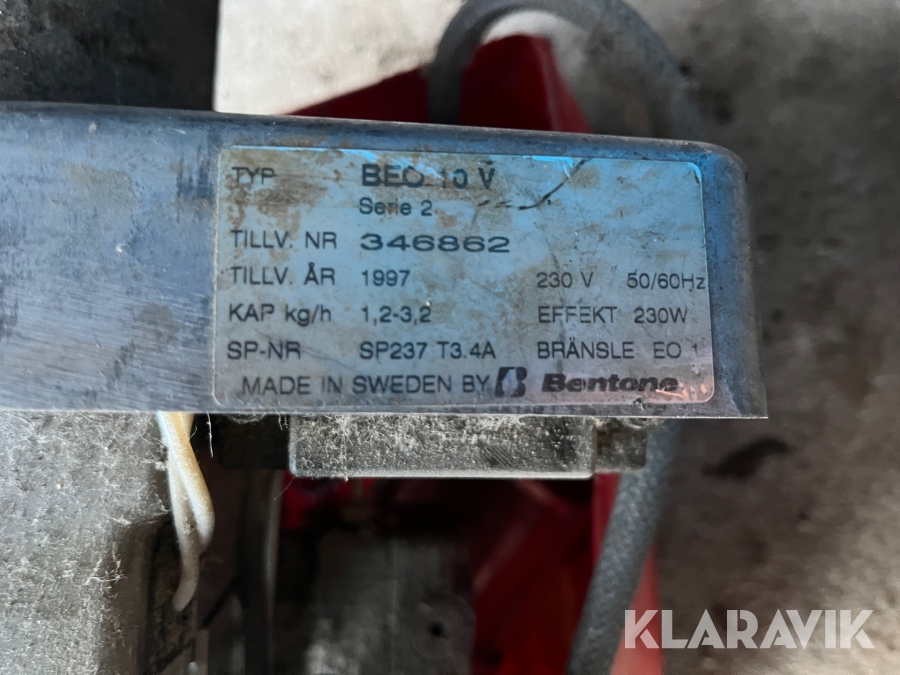 TYP BEO 10 V
Serie 2
TILLV. NR 346862
TILLV. ÅR 1997 230 V 50/60Hz
KAP kg/h 1,2-3,2 EFFEKT 230W
SP-NR SP237 T3.4A BRÄNSLE EO 1
MADE IN SWEDEN BY Bentone
KLARAVIK